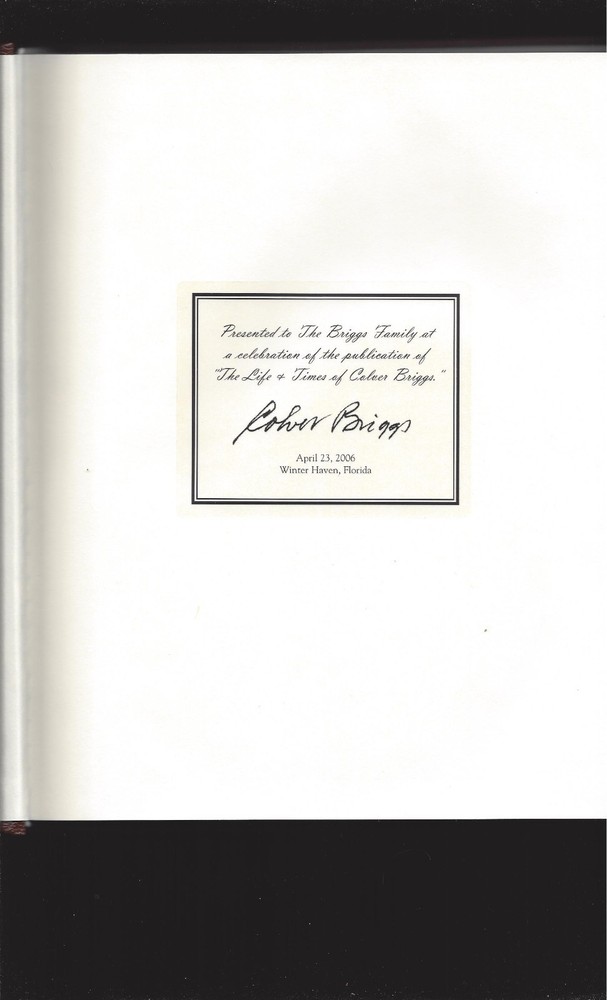 Presented to The Briggs Family at
a celebration of the publication of
"The Life & Times of Colver Briggs."
Colver Briggs
April 23, 2006
Winter Haven, Florida